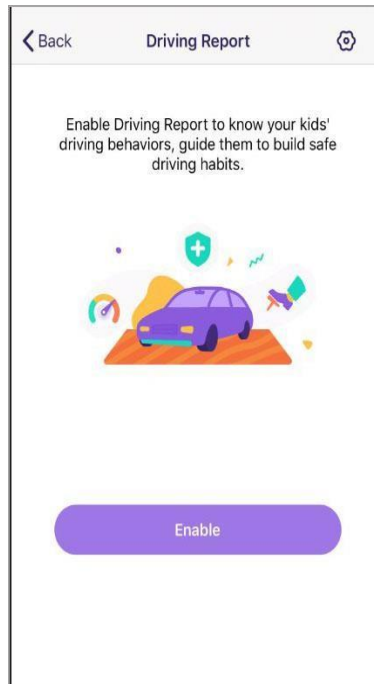 Back
Driving Report
Enable Driving Report to know your kids'
driving behaviors, guide them to build safe
driving habits.
Enable